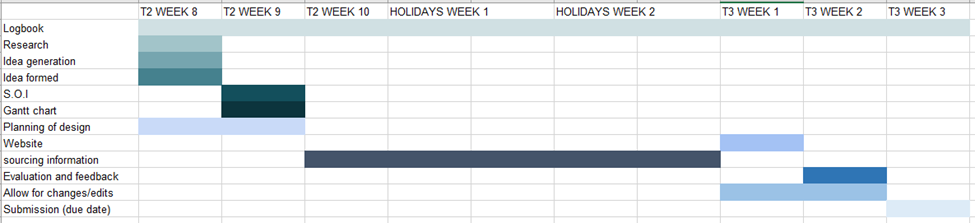 T2 WEEK 8 T2 WEEK 9 T2 WEEK 10 HOLIDAYS WEEK 1 HOLIDAYS WEEK 2 T3 WEEK 1 T3 WEEK 2 T3 WEEK 3
Logbook
Research
Idea generation
Idea formed
S.O.I
Gantt chart
Planning of design
Website
sourcing information
Evaluation and feedback
Allow for changes/edits
Submission (due date)